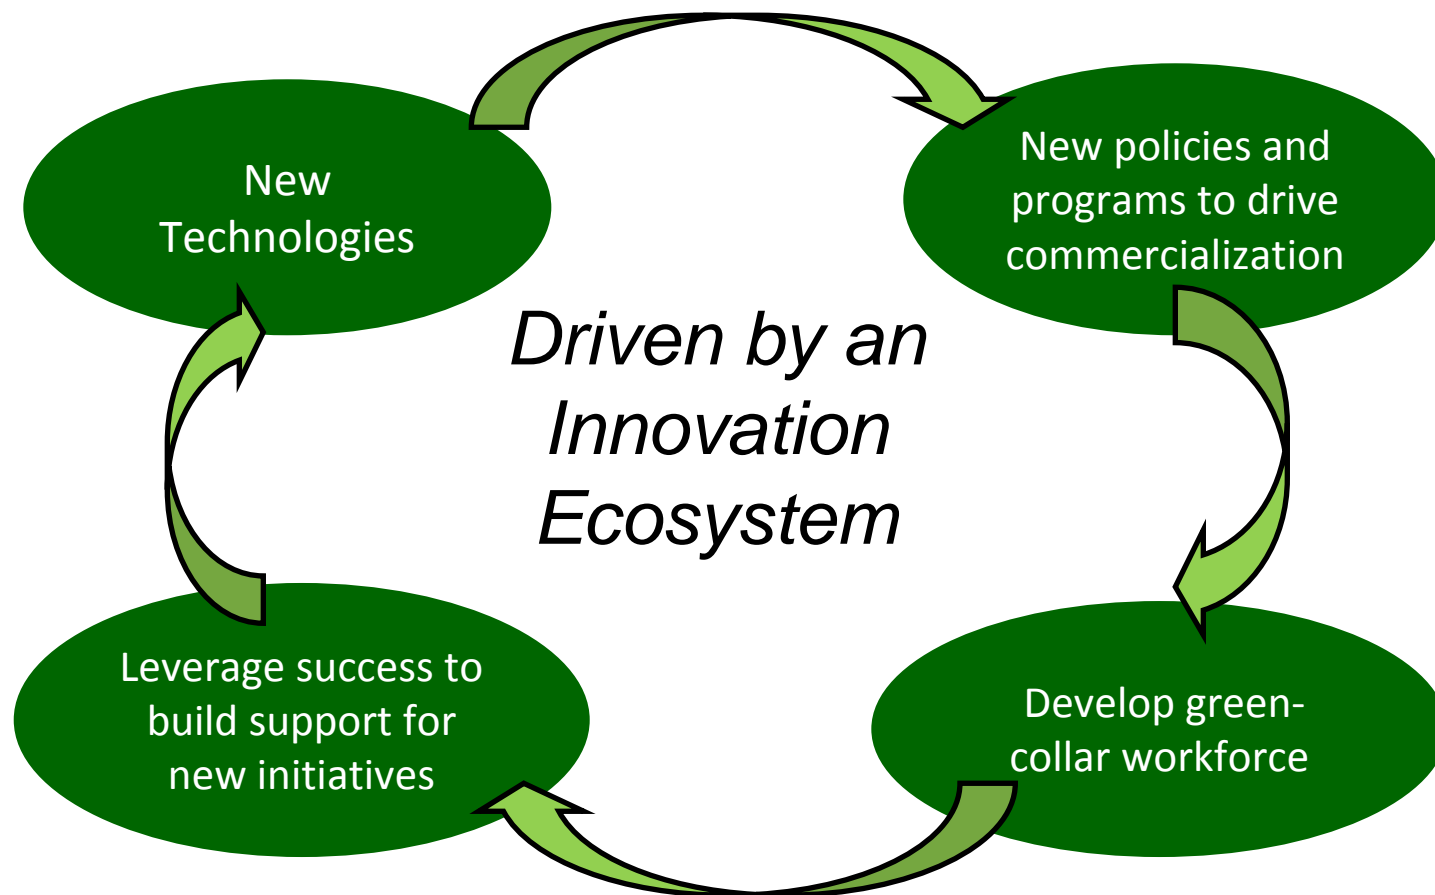 New
Technologies
New policies and
programs to drive
commercialization
Driven by an
Innovation
Ecosystem
Leverage success to
build support for
new initiatives
Develop green-
collar workforce